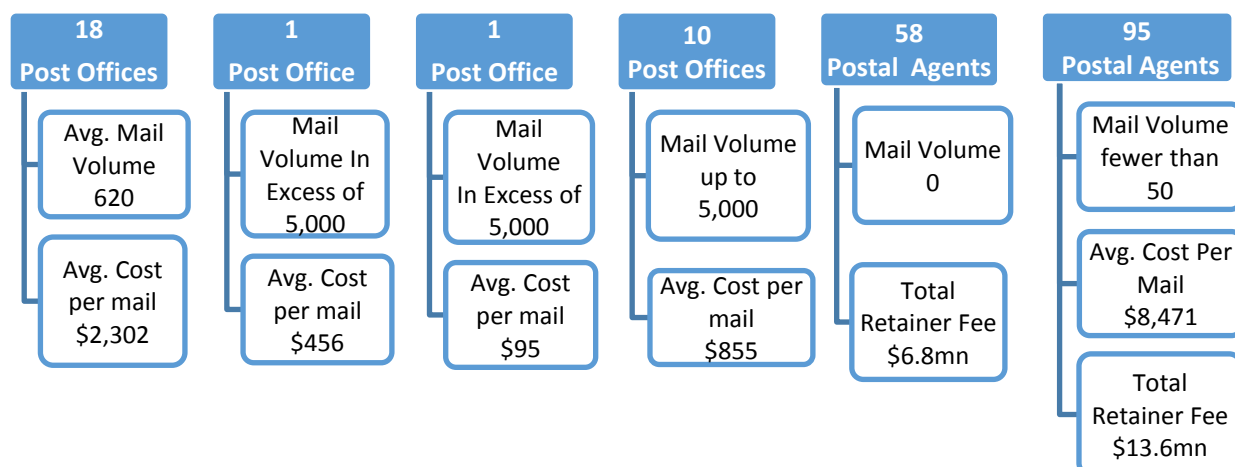 18
Post Offices
Avg. Mail
Volume
620
Avg. Cost
per mail
$2,302
1
Post Office
Mail
Volume In
Excess of
5,000
Avg. Cost
per mail
$456
1
Post Office
Mail
Volume
In Excess of
5,000
Avg. Cost
per mail
$95
10
Post Offices
Mail Volume
up to
5,000
Avg. Cost per
mail
$855
58
Postal Agents
Mail Volume
0
Total
Retainer Fee
$6.8mn
95
Postal Agents
Mail Volume
fewer than
50
Avg. Cost Per
Mail
$8,471
Total
Retainer Fee
$13.6mn